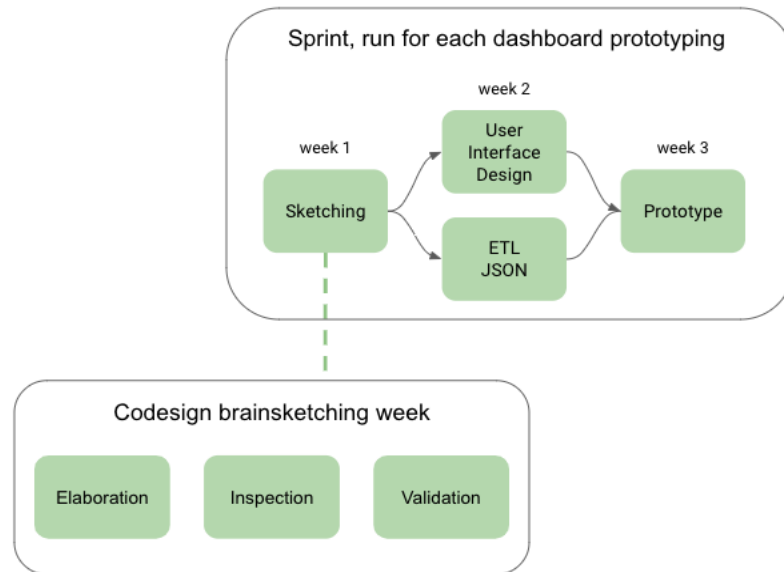 Sprint, run for each dashboard prototyping
week 2
User
Interface
Design
week 1
week 3
Sketching
Prototype
ETL
JSON
Codesign brainsketching week
Elaboration
Inspection
Validation